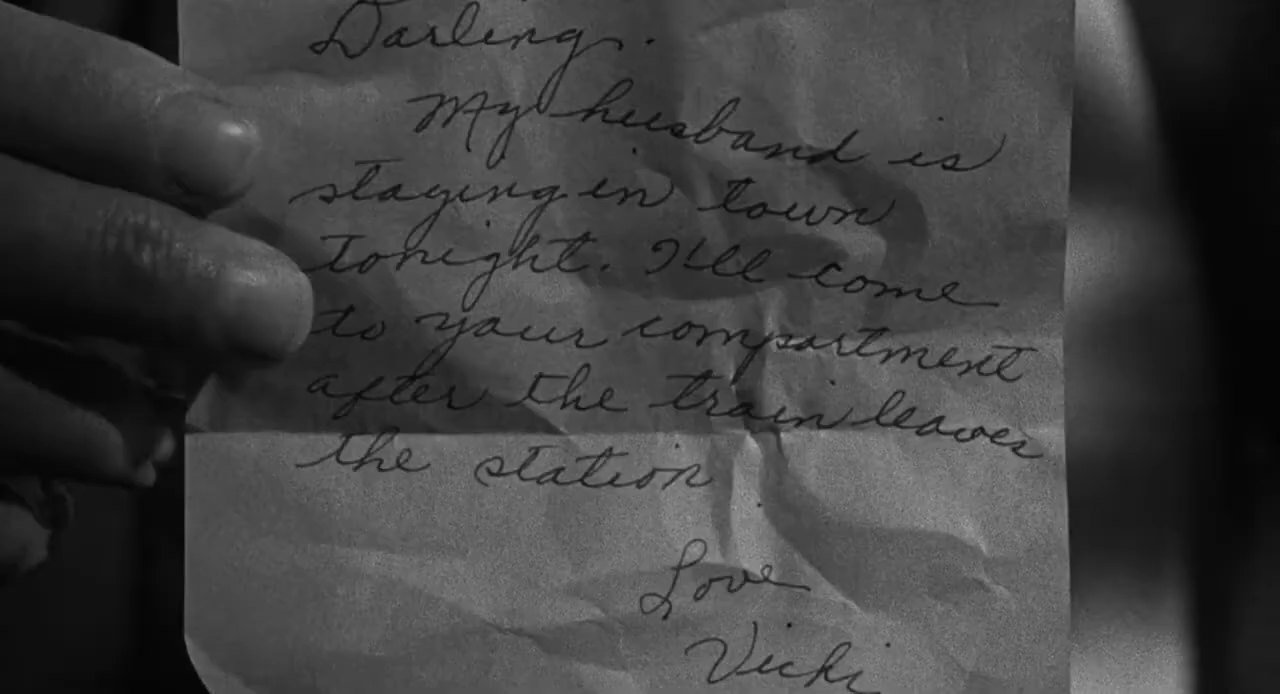 Darling.
My husband is
staying in town
tonight. I'll come
to your compartment
after the train leaves
the station
Love
Vicki